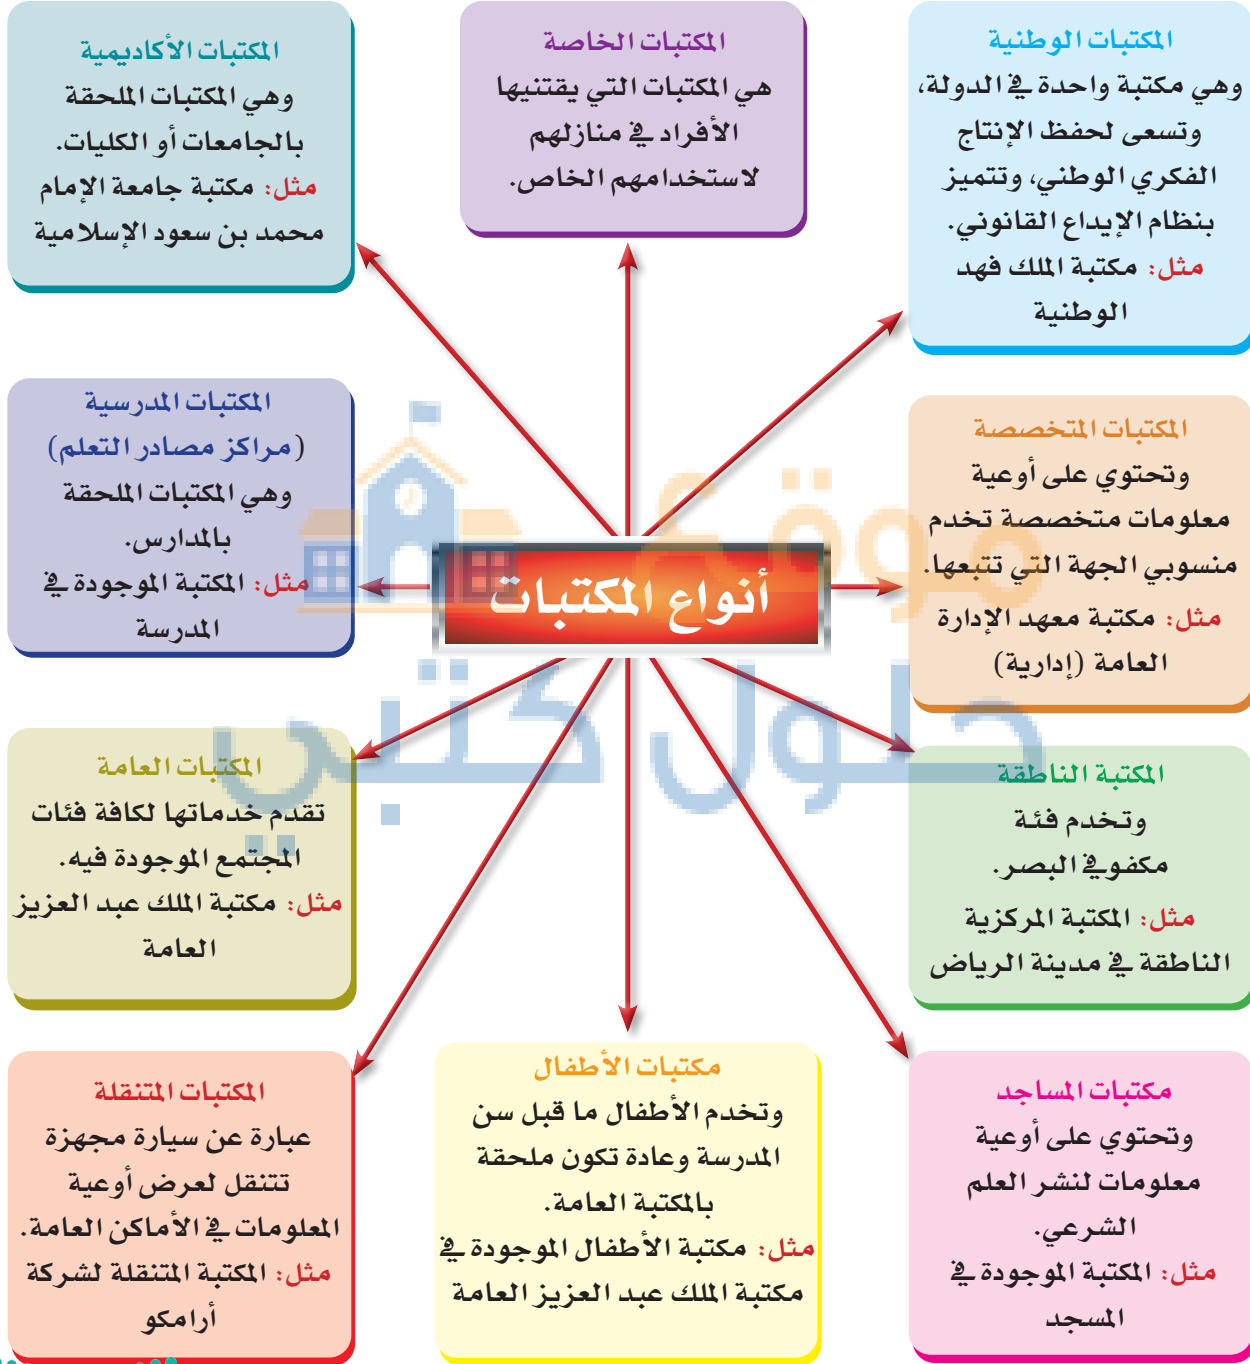 المكتبات الوطنية
وهي مكتبة واحدة في الدولة،
وتسعى لحفظ الإنتاج
الفكري الوطني، وتتميز
بنظام الإيداع القانوني.
مثل: مكتبة الملك فهد
الوطنية
المكتبات الخاصة
هي المكتبات التي يقتنيها
الأفراد في منازلهم
لاستخدامهم الخاص.
المكتبات الأكاديمية
وهي المكتبات الملحقة
بالجامعات أو الكليات.
مثل: مكتبة جامعة الإمام
محمد بن سعود الإسلامية
المكتبات المتخصصة
وتحتوي على أوعية
معلومات متخصصة تخدم
منسوبي الجهة التي تتبعها.
مثل: مكتبة معهد الإدارة
العامة (إدارية)
أنواع المكتبات
المكتبات المدرسية
(مراكز مصادر التعلم)
وهي المكتبات الملحقة
بالمدارس.
مثل: المكتبة الموجودة في
المدرسة
موقع
حلول كتبي
المكتبة الناطقة
وتخدم فئة
مكفوفي البصر.
مثل: المكتبة المركزية
الناطقة في مدينة الرياض
المكتبات العامة
تقدم خدماتها لكافة فئات
المجتمع الموجودة فيه.
مثل: مكتبة الملك عبد العزيز
العامة
مكتبات المساجد
وتحتوي على أوعية
معلومات لنشر العلم
الشرعي.
مثل: المكتبة الموجودة في
المسجد
مكتبات الأطفال
وتخدم الأطفال ما قبل سن
المدرسة وعادة تكون ملحقة
بالمكتبة العامة.
مثل: مكتبة الأطفال الموجودة في
مكتبة الملك عبد العزيز العامة
المكتبات المتنقلة
عبارة عن سيارة مجهزة
تتنقل لعرض أوعية
المعلومات في الأماكن العامة.
مثل: المكتبة المتنقلة لشركة
أرامكو